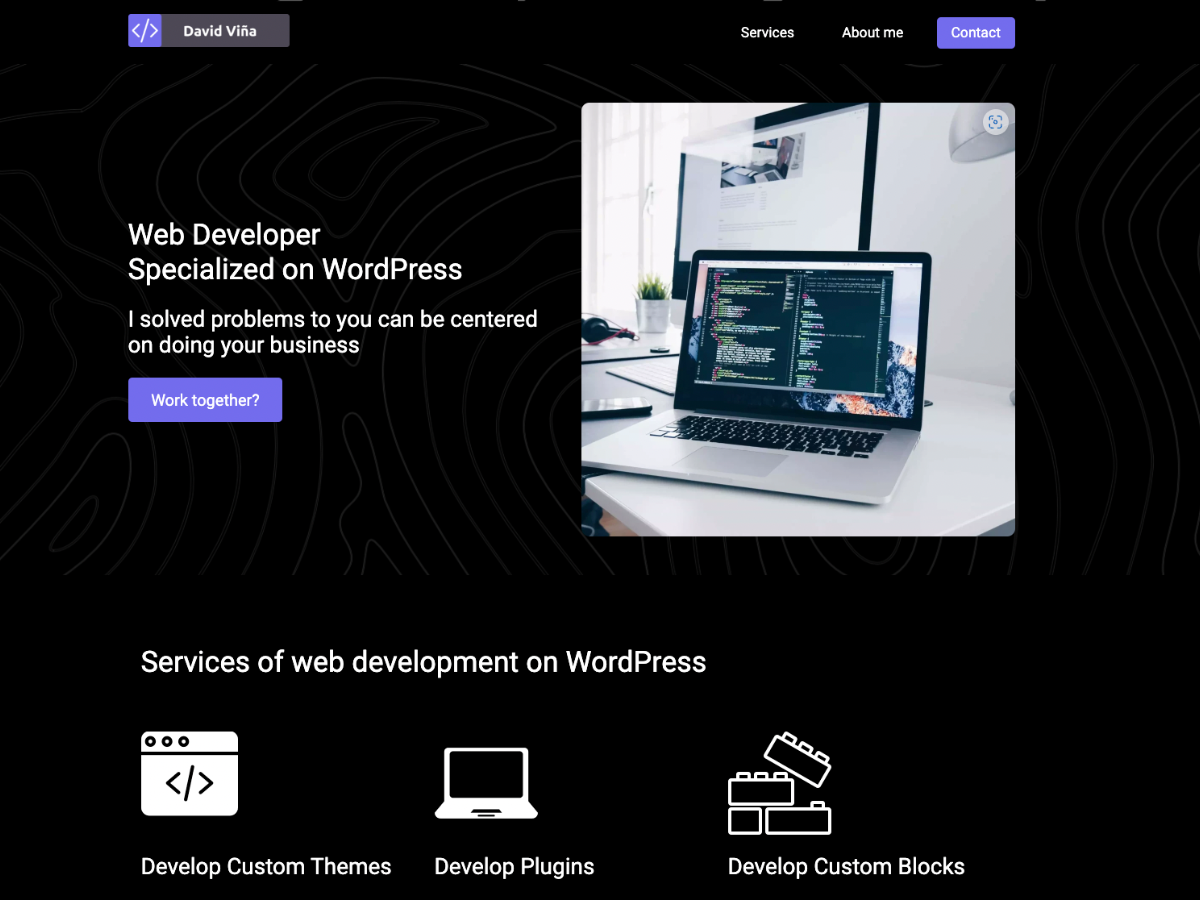 </> David Viña
Services
About me
Contact
Web Developer
Specialized on WordPress
I solved problems to you can be centered
on doing your business
Work together?
Services of web development on WordPress
</>
Develop Custom Themes
Develop Plugins
Develop Custom Blocks